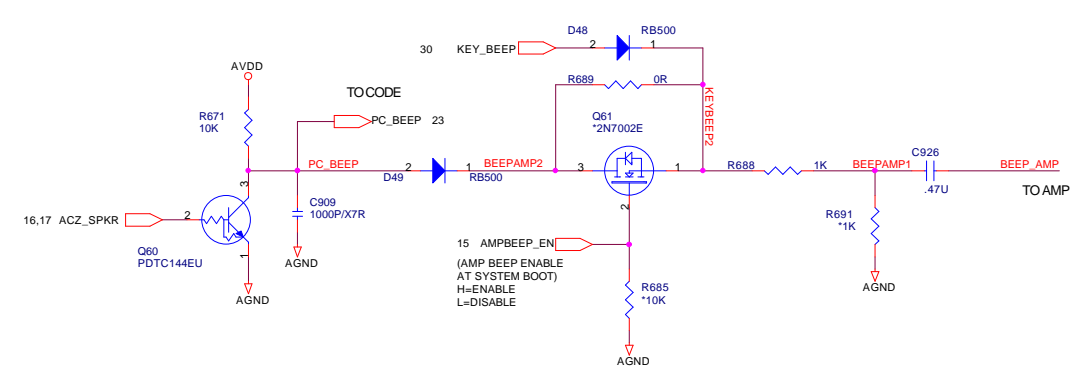 D48 RB500
30 KEY_BEEP 2 1
AVDD
R689 0R
TO CODE
R671
10K
PC_BEEP 23
Q61
*2N7002E
KEYBEEP2
C926
PC_BEEP 2 1 BEEPAMP2 3 1 R688 1K BEEPAMP1 BEEP_AMP
D49 RB500
.47U
TO AMP
3
2
C909
1000P/X7R
R691
*1K
16,17 ACZ_SPKR 2
15 AMPBEEP_EN
Q60
PDTC144EU
1
AGND
(AMP BEEP ENABLE
AT SYSTEM BOOT)
H=ENABLE
L=DISABLE
R685
*10K
AGND
AGND
AGND